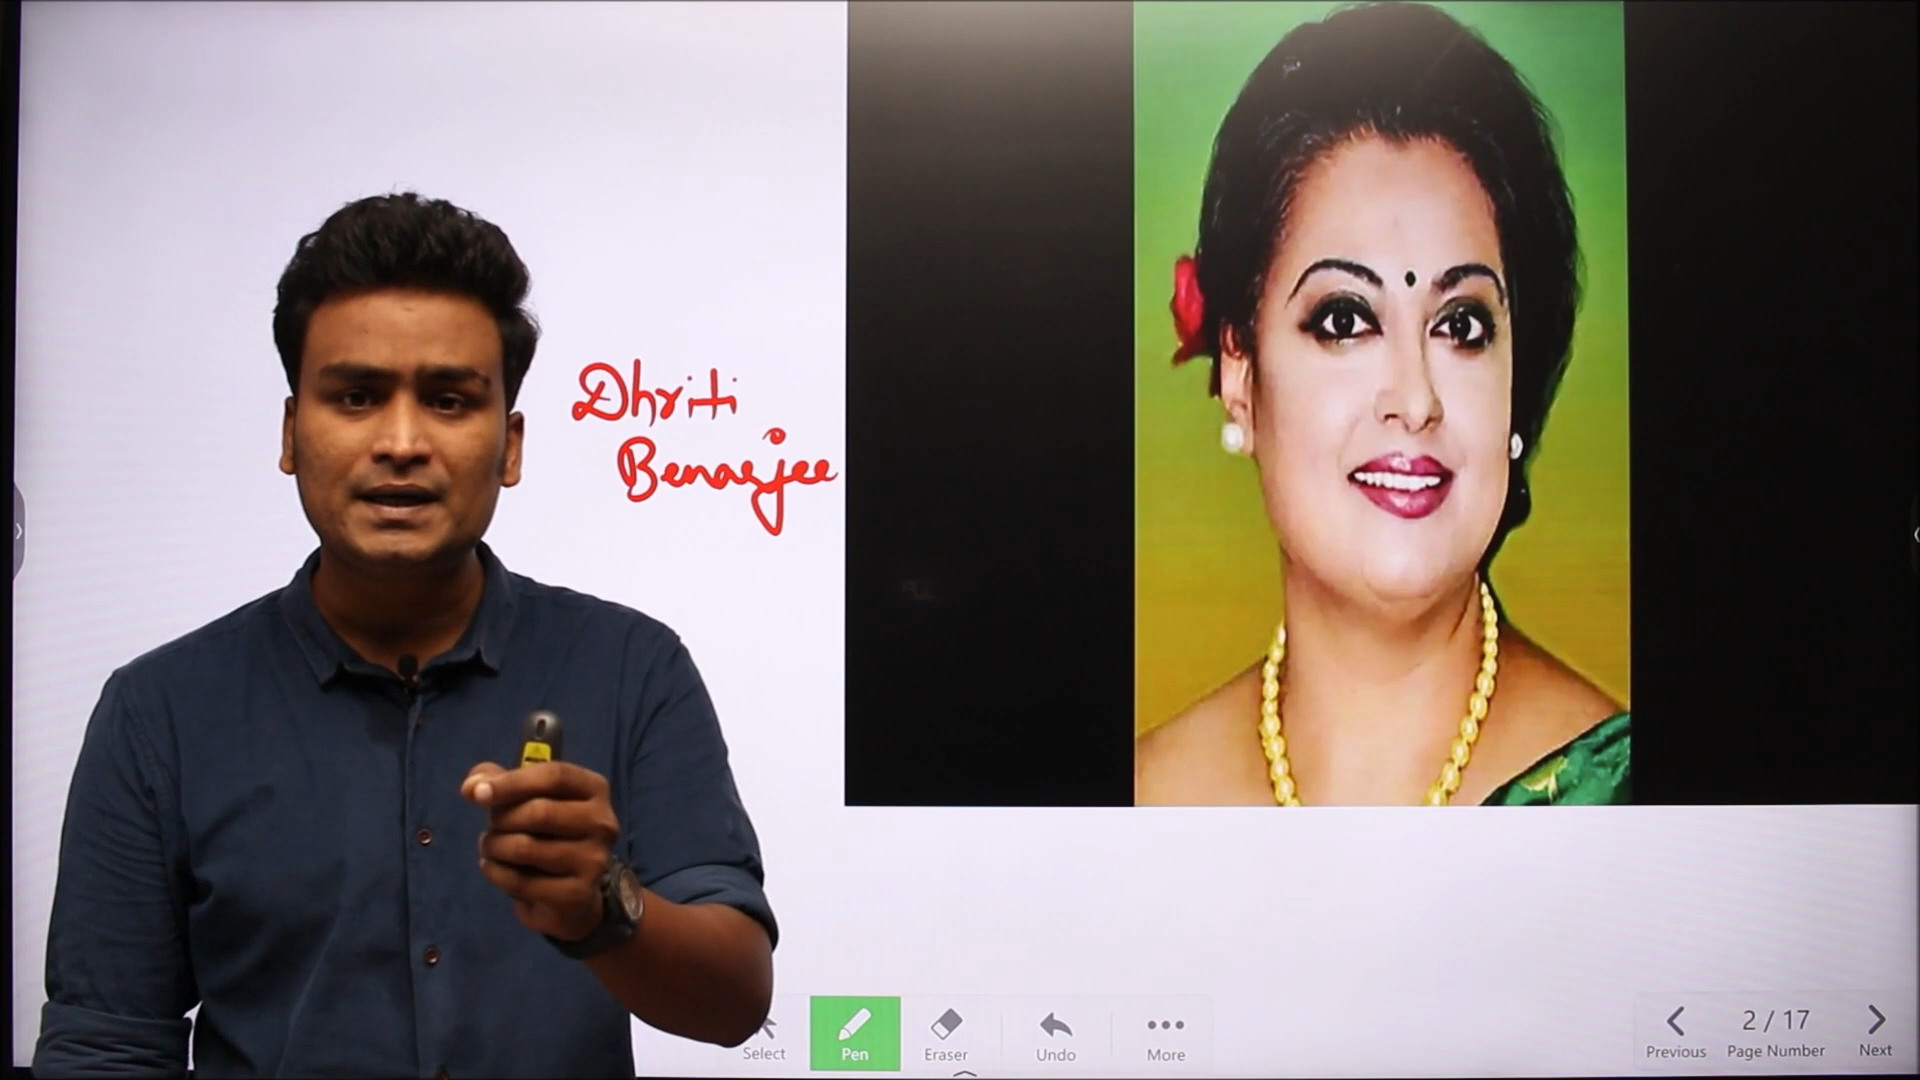 Dhriti
Benarjee
Select
Pen
Eraser
Undo
More
2 / 17
Previous
Page Number
Next